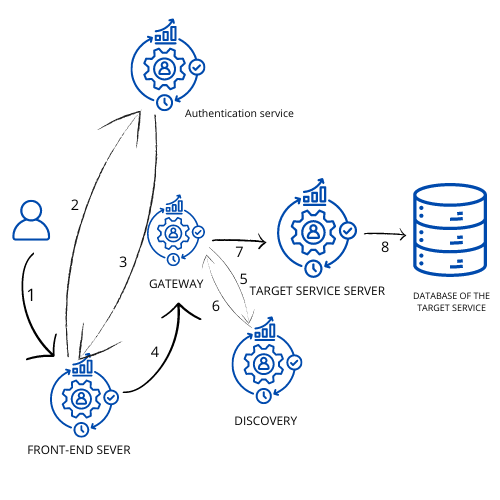 Authentication service
2
3
7
8
GATEWAY
5
TARGET SERVICE SERVER
1
6
DATABASE OF THE
TARGET SERVICE
4
DISCOVERY
FRONT-END SEVER